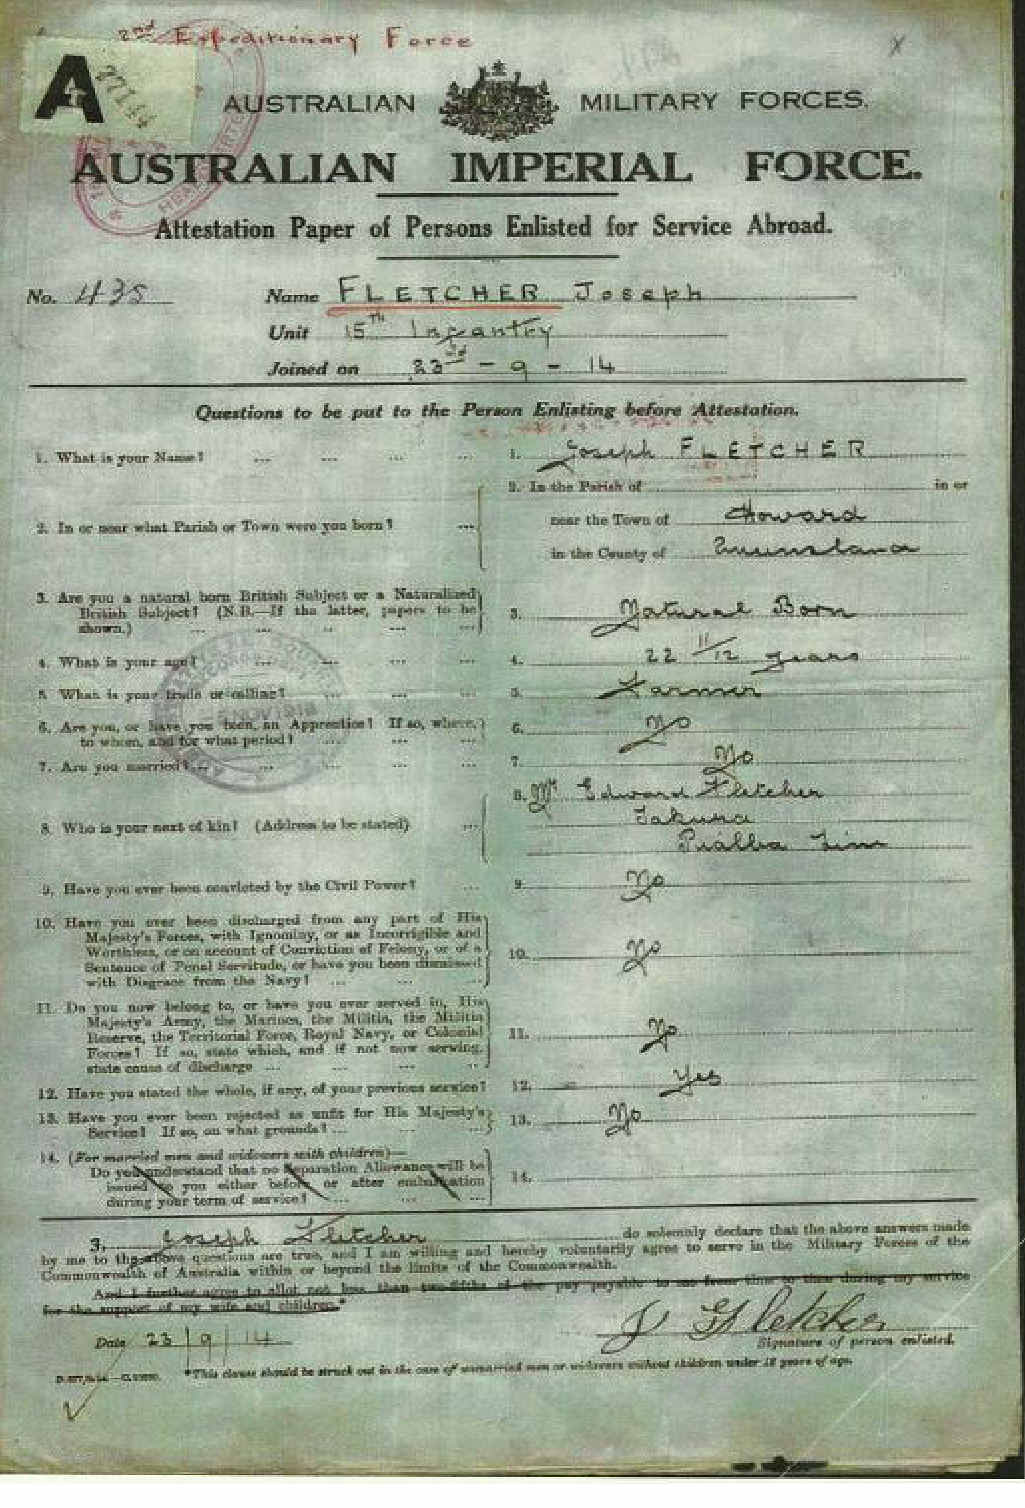 2nd Expeditionary Force
A
27144
AUSTRALIAN MILITARY FORCES.
AUSTRALIAN IMPERIAL FORCE.
Attestation Paper of Persons Enlisted for Service Abroad.
No. 435 Name FLETCHER Joseph
Unit 15th Infantry
Joined on 23rd - 9 - 14
Questions to be put to the Person Enlisting before Attestation.
1. What is your Name? ... ... ... ... 1. Joseph FLETCHER
2. In or near what Parish or Town were you born? ... 2. In the Parish of in or
near the Town of Howard
in the County of Queensland
3. Are you a natural born British Subject or a Naturalized
British Subject? (N.B.—If the latter, papers to be
shown.) ... ... ... ... ... 3. Natural Born
4. What is your age? ... ... ... ... 4. 22 11/12 years
5. What is your trade or calling? ... ... ... 5. Farmer
6. Are you, or have you been, an Apprentice? If so, where,
to whom, and for what period? ... ... ... 6. No
7. Are you married? ... ... ... ... 7. No
8. Who is your next of kin? (Address to be stated) ... 8. Mr Edward Fletcher
Takura
Pialba Line
9. Have you ever been convicted by the Civil Power? ... 9. No
10. Have you ever been discharged from any part of His
Majesty's Forces, with Ignominy, or as Incorrigible and
Worthless, or on account of Conviction of Felony, or of a
Sentence of Penal Servitude, or have you been dismissed
with Disgrace from the Navy? ... ... ... 10. No
11. Do you now belong to, or have you ever served in, His
Majesty's Army, the Marines, the Militia, the Militia
Reserve, the Territorial Force, Royal Navy, or Colonial
Forces? If so, state which, and if not now serving,
state cause of discharge ... ... ... ... 11. No
12. Have you stated the whole, if any, of your previous service? 12. Yes
13. Have you ever been rejected as unfit for His Majesty's
Service? If so, on what grounds? ... ... ... 13. No
14. (For married men and widowers with children)—
Do you understand that no Separation Allowance will be
issued to you either before or after embarkation
during your term of service? ... ... ... 14.
3, Joseph Fletcher do solemnly declare that the above answers made
by me to the above questions are true, and I am willing and hereby voluntarily agree to serve in the Military Forces of the
Commonwealth of Australia within or beyond the limits of the Commonwealth.
And I further agree to allot not less than two-fifths of the pay payable to me from time to time during my service
for the support of my wife and children.*
Date 23/9/14 J Fletcher
Signature of person enlisted.
*This clause should be struck out in the case of unmarried men or widowers without children under 18 years of age.